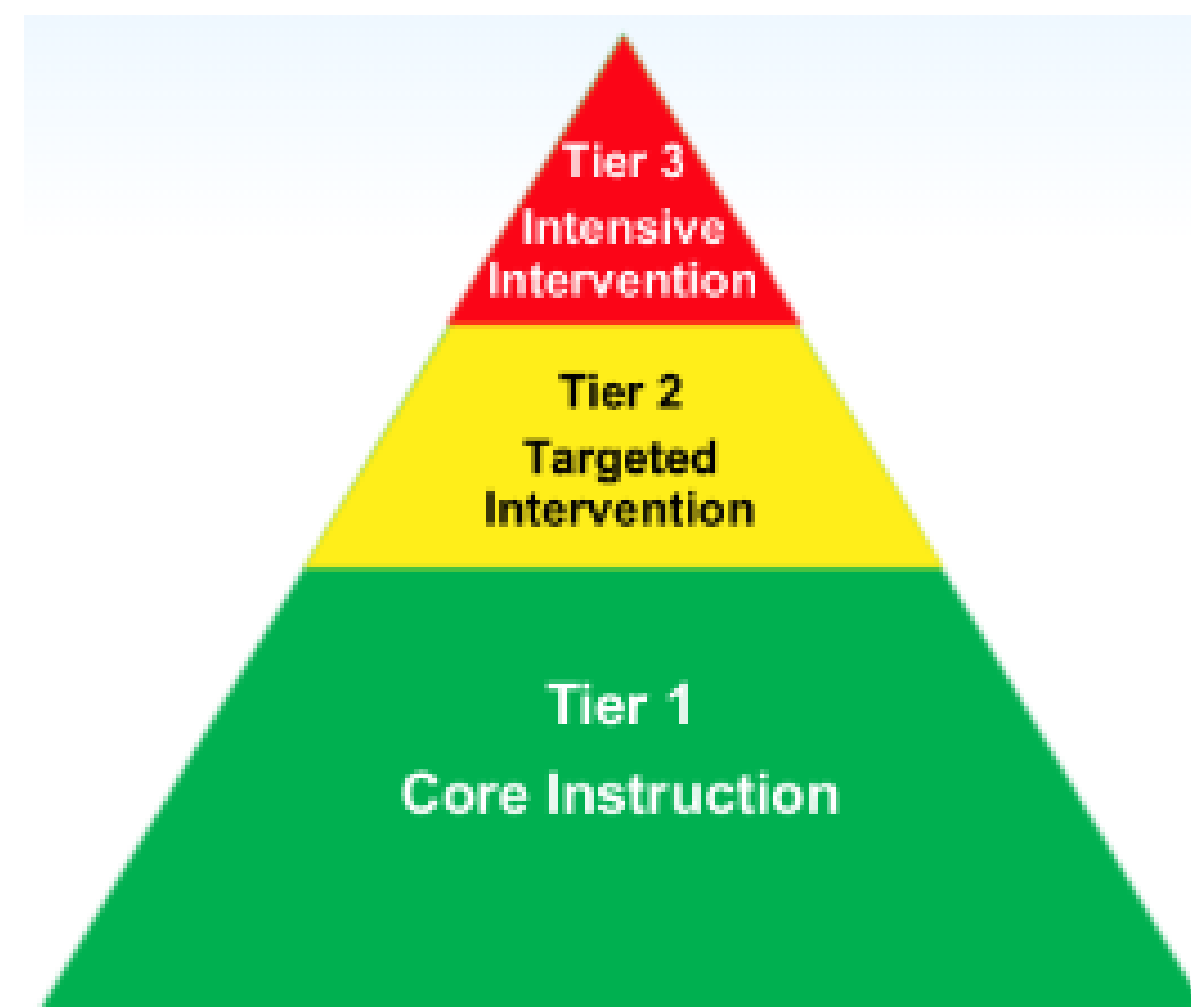 Tier 3
Intensive
Intervention
Tier 2
Targeted
Intervention
Tier 1
Core Instruction